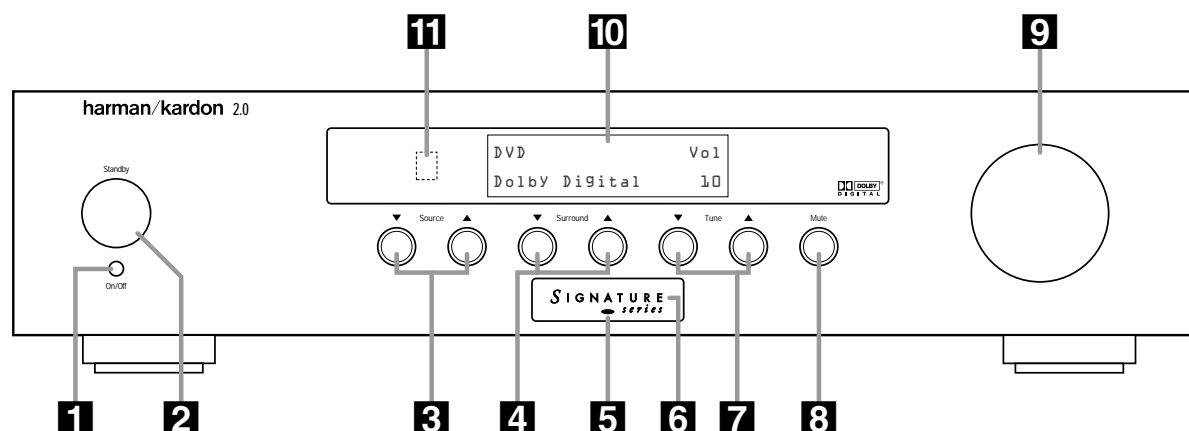 11 10 9
harman/kardon 2.0
DVD Vol
Dolby Digital 10
DOLBY
DIGITAL
Standby
▼ Source ▲ ▼ Surround ▲ ▼ Tune ▲ Mute
On/Off
SIGNATURE
series
1 2 3 4 5 6 7 8